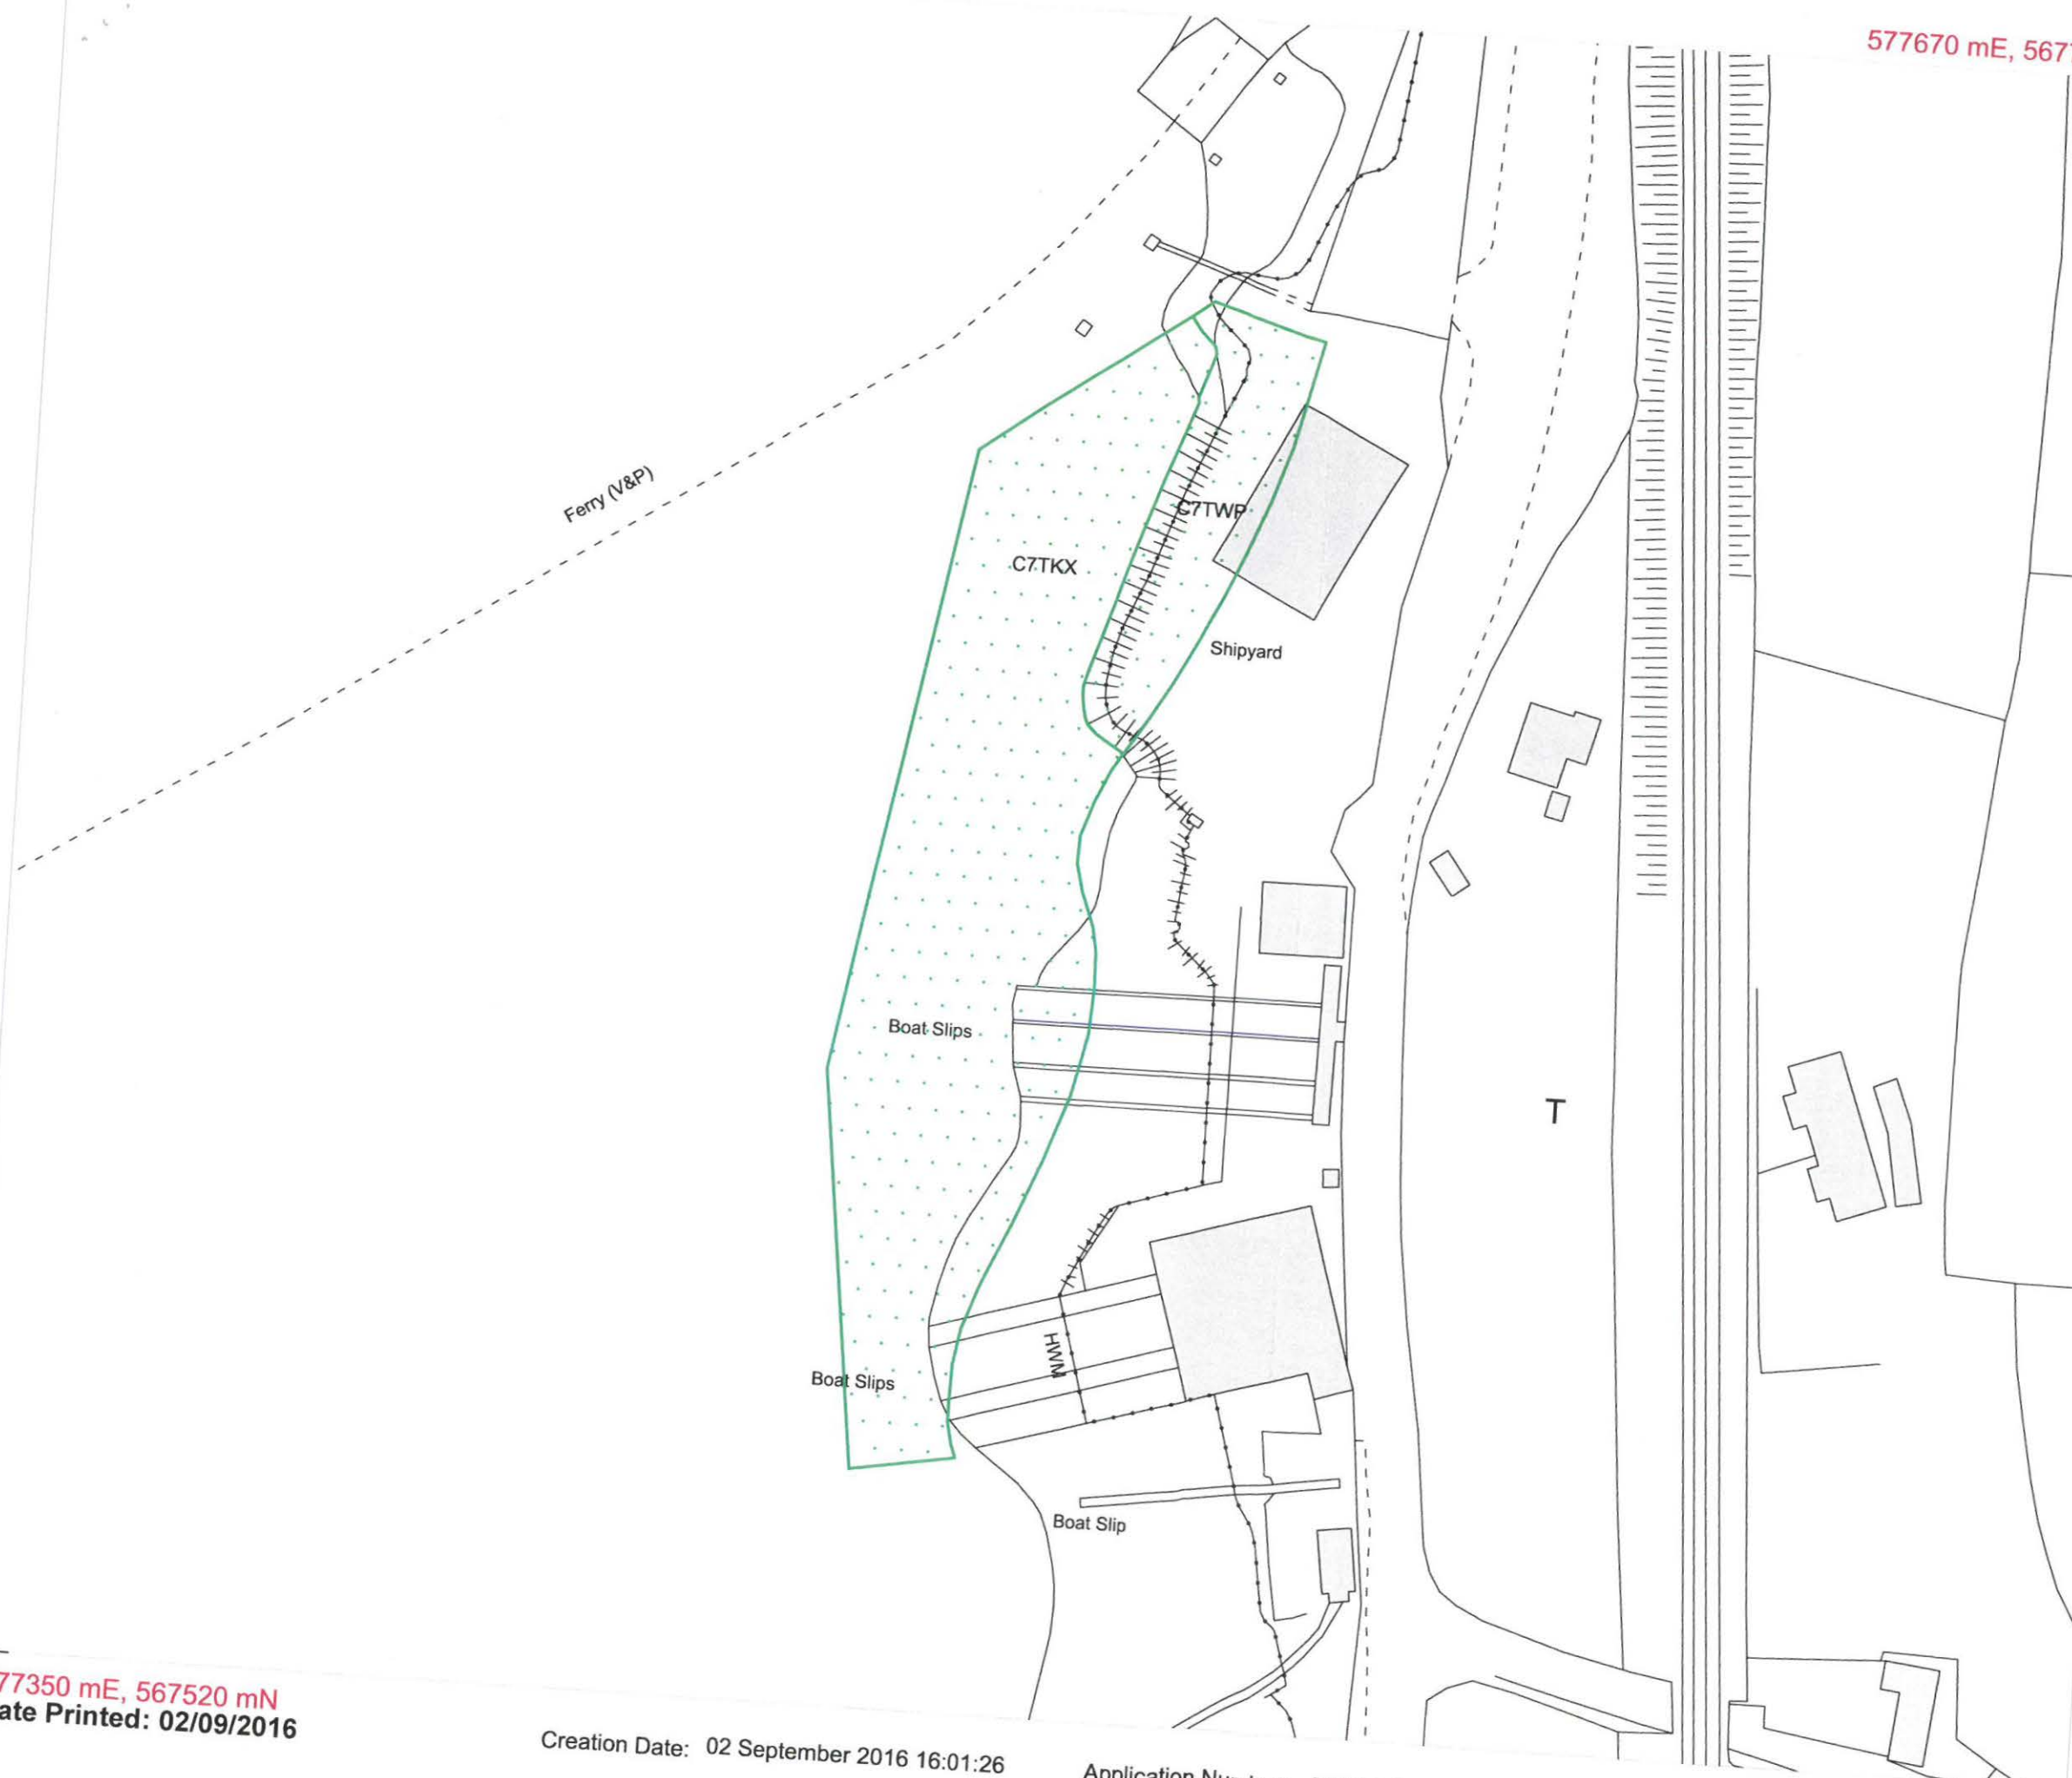 577670 mE, 567
Ferry (V&P)
C7TWP
C7TKX
Shipyard
Boat Slips
T
HWM
Boat Slips
Boat Slip
77350 mE, 567520 mN
ate Printed: 02/09/2016
Creation Date: 02 September 2016 16:01:26
Application